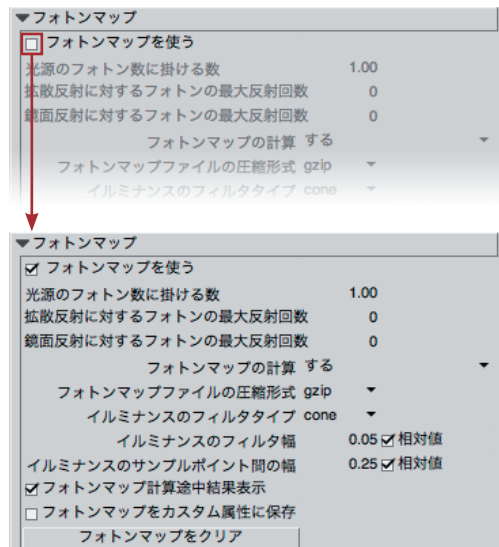 ▼フォトンマップ
フォトンマップを使う
光源のフォトン数に掛ける数 1.00
拡散反射に対するフォトンの最大反射回数 0
鏡面反射に対するフォトンの最大反射回数 0
フォトンマップの計算 する
フォトンマップファイルの圧縮形式 gzip
イルミナンスのフィルタタイプ cone
▼フォトンマップ
フォトンマップを使う
光源のフォトン数に掛ける数 1.00
拡散反射に対するフォトンの最大反射回数 0
鏡面反射に対するフォトンの最大反射回数 0
フォトンマップの計算 する
フォトンマップファイルの圧縮形式 gzip
イルミナンスのフィルタタイプ cone
イルミナンスのフィルタ幅 0.05 相対値
イルミナンスのサンプルポイント間の幅 0.25 相対値
フォトンマップ計算途中結果表示
フォトンマップをカスタム属性に保存
フォトンマップをクリア